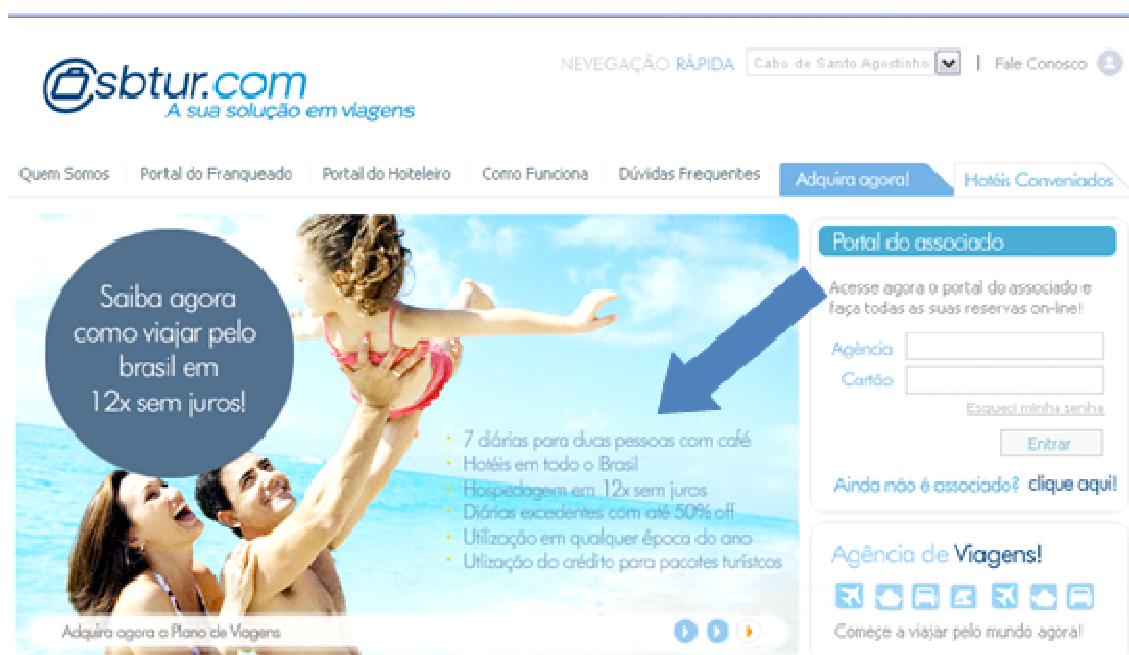 sbtur.com
A sua solução em viagens
NEVEGAÇÃO RÁPIDA
Cabo de Santo Agostinho
Fale Conosco
Quem Somos
Portal do Franqueado
Portail do Hoiteleiro
Como Funciona
Dúvidas Frequentes
Adquira agora!
Hotéis Conveniados
Saiba agora
como viajar pelo
brasil em
12x sem juros!
7 diárias para duas pessoas com café
Hotéis em todo o Brasil
Hospedagem em 12x sem juros
Diárias excedentes com até 50% off
Utilização em qualquer época do ano
Utilzação do crédito para pacotes turístcos
Adquira agora o Plano de Viagens
Portal do associado
Acesse agora o portal do associado e
faça todas as suas reservas on-line!
Agência
Cartão
Esqueci minha senha
Entrar
Ainda não é associado? clique aqui!
Agência de Viagens!
Começe a viajar pelo mundo agora!